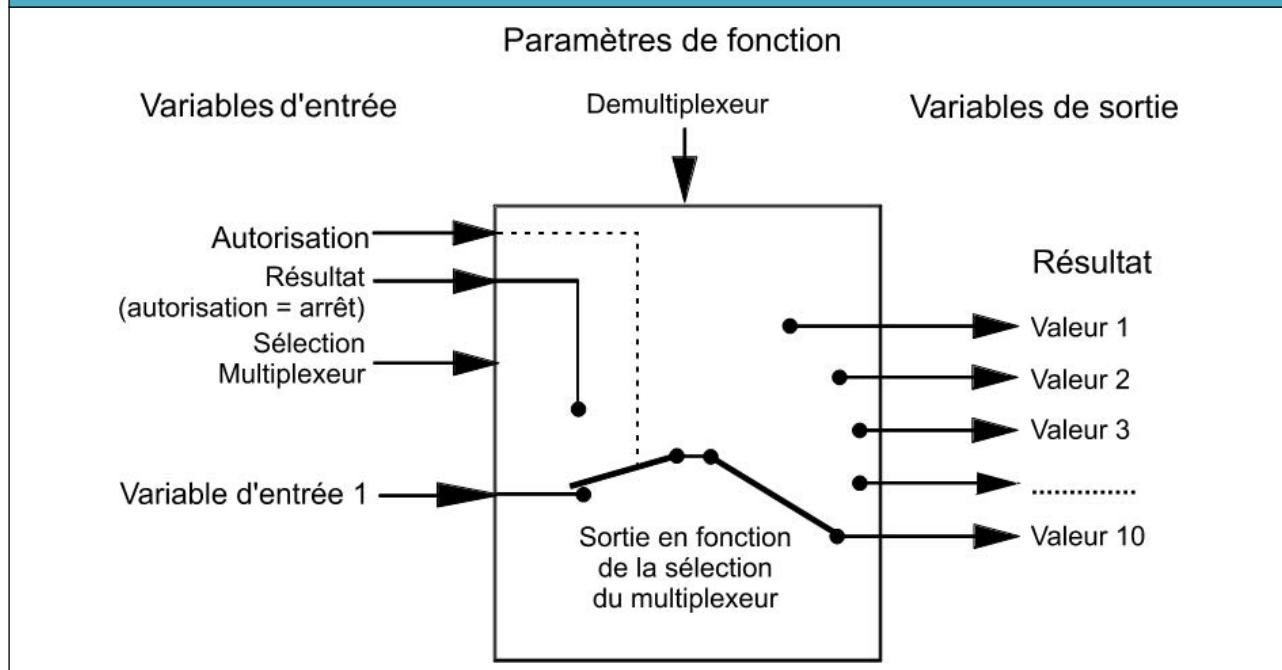 Paramètres de fonction
Variables d'entrée
Demultiplexeur
Variables de sortie
Autorisation
Résultat
(autorisation = arrêt)
Sélection
Multiplexeur
Variable d'entrée 1
Sortie en fonction
de la sélection
du multiplexeur
Résultat
Valeur 1
Valeur 2
Valeur 3
..............
Valeur 10